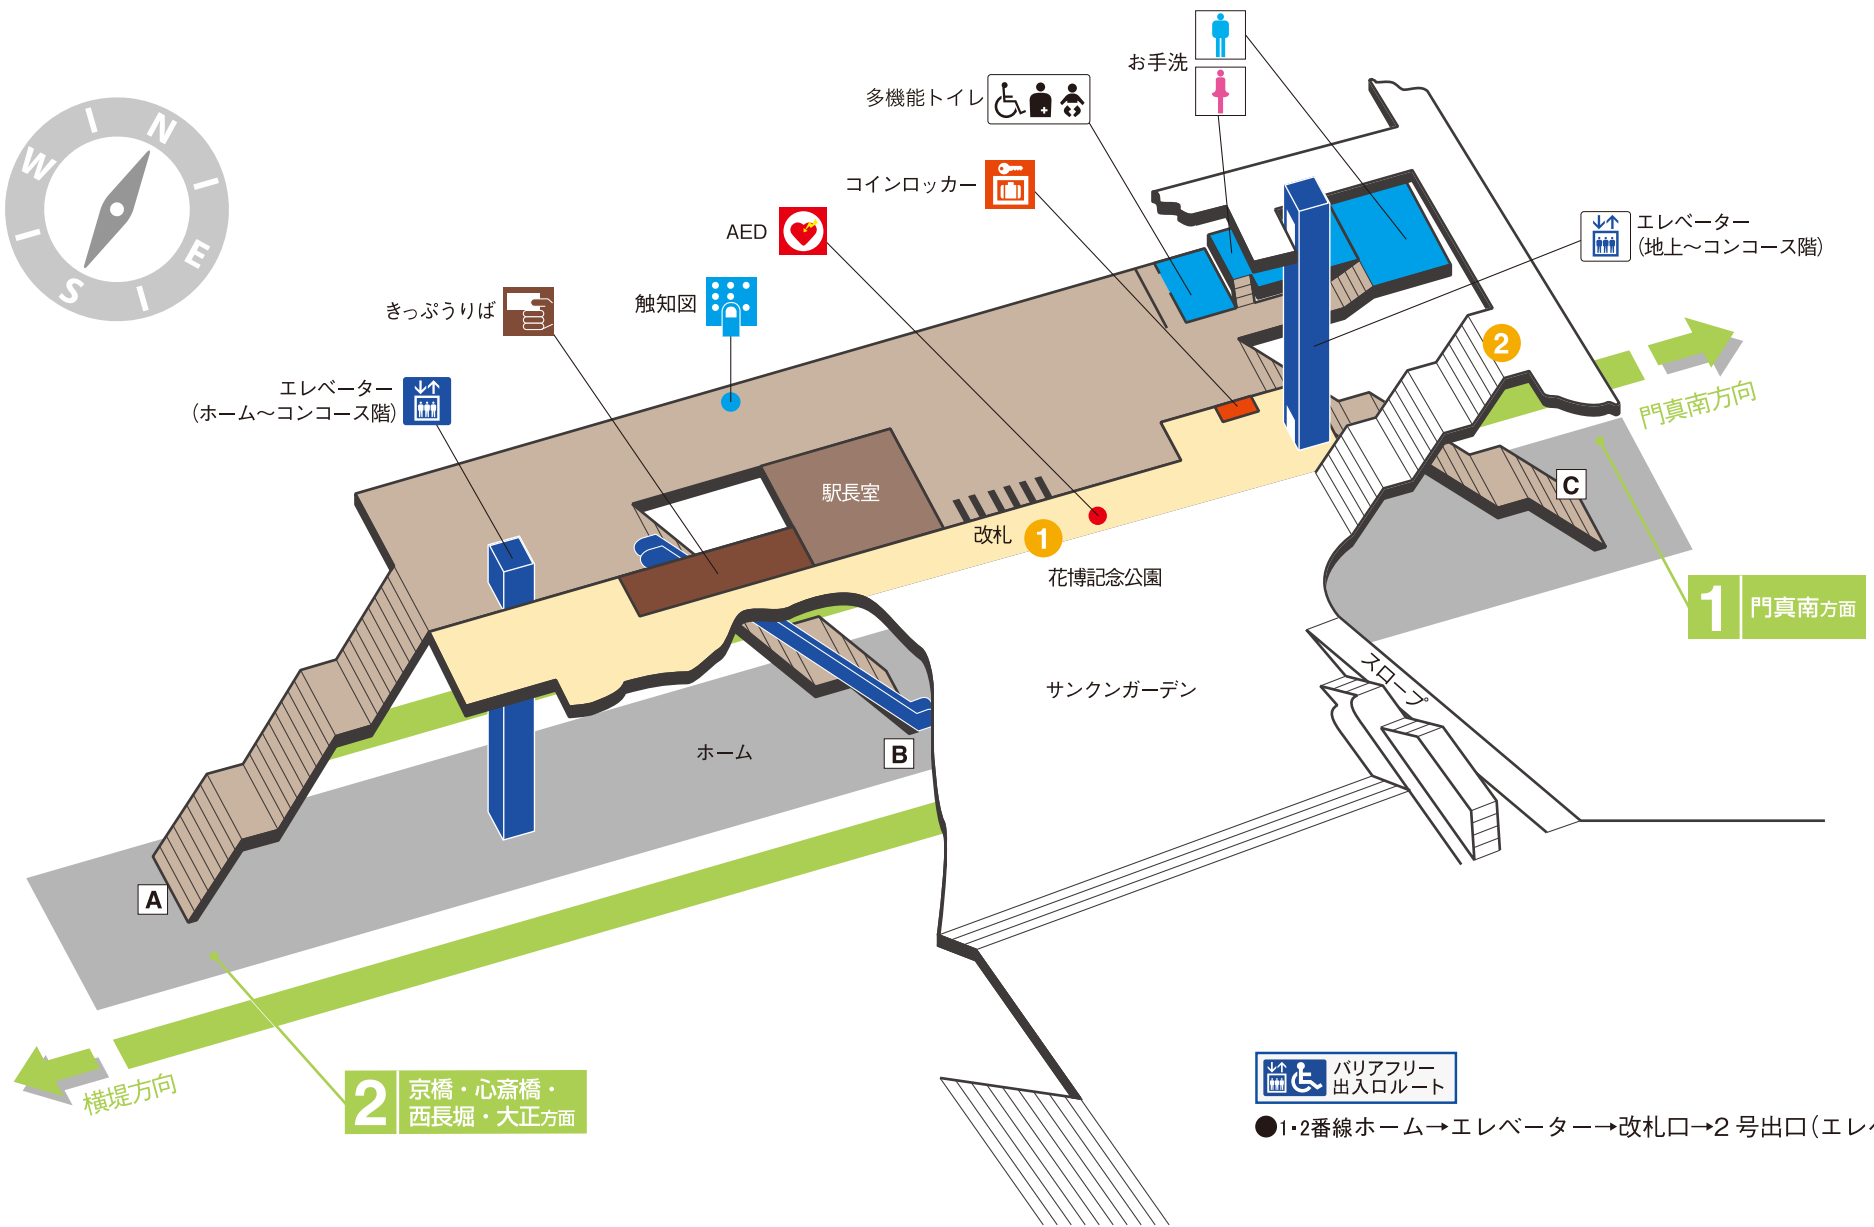 お手洗
多機能トイレ
コインロッカー
AED
触知図
きっぷうりば
エレベーター
(ホーム〜コンコース階)
エレベーター
(地上〜コンコース階)
N
W
E
S
2
門真南方向
駅長室
改札
1
花博記念公園
C
1
門真南方面
スロープ
サンクンガーデン
ホーム
B
A
横堤方向
2
京橋・心斎橋・
西長堀・大正方面
バリアフリー
出入口ルート
●1・2番線ホーム→エレベーター→改札口→2号出口(エレベ